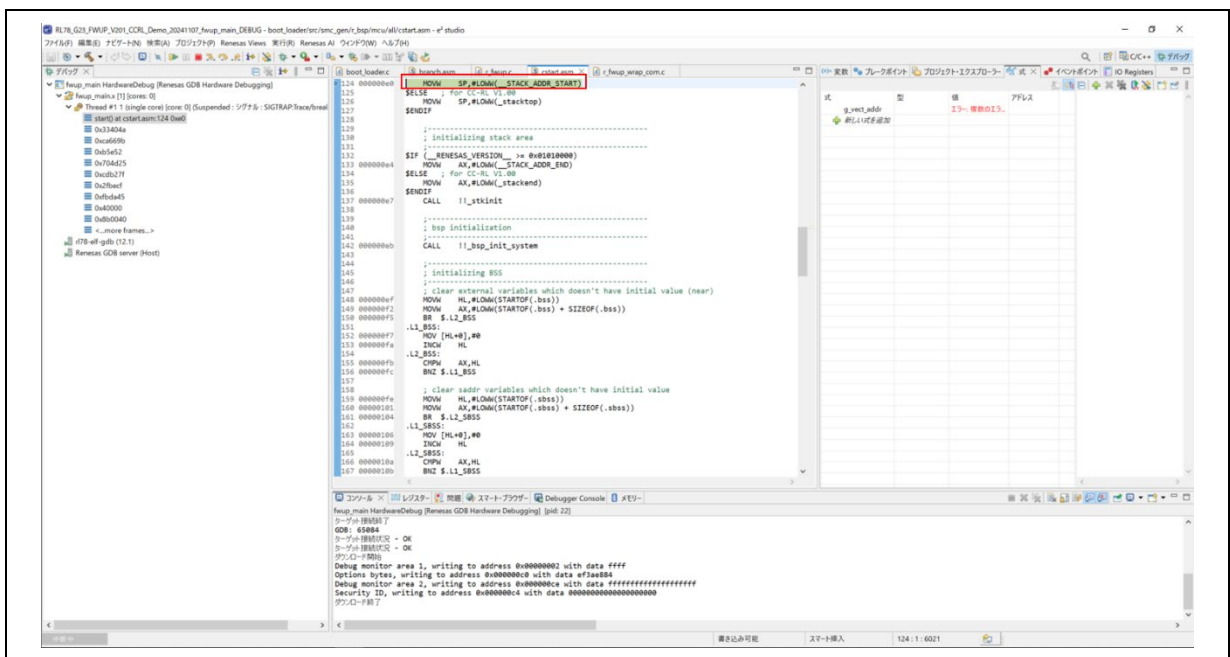 RL78_G23_FWUP_V201_CCRL_Demo_20241107_fwup_main_DEBUG - boot_loader/src/smc_gen/r_bsp/mcu/all/cstart.asm - e² studio
ファイル(F) 編集(E) ナビゲート(N) 検索(A) プロジェクト(P) Renesas Views 実行(R) Renesas AI ウィンドウ(W) ヘルプ(H)
C/C++ デバッグ
デバッグ
fwup_main HardwareDebug [Renesas GDB Hardware Debugging]
fwup_main.x [1] [cores: 0]
Thread #1 1 (single core) [core: 0] (Suspended : シグナル : SIGTRAP:Trace/breal
start() at cstart.asm:124 0xe0
0x33404a
0xca669b
0xb5e52
0x704d25
0xcdb27f
0x2fbecf
0xfbda45
0x40000
0x8b0040
<...more frames...>
rl78-elf-gdb (12.1)
Renesas GDB server (Host)
boot_loader.c branch.asm r_fwup.c cstart.asm r_fwup_wrap_com.c
124 000000e0 MOVW SP,#LOWW(__STACK_ADDR_START)
125 $ELSE ; for CC-RL V1.00
126 MOVW SP,#LOWW(_stacktop)
127 $ENDIF
128
129 ;--------------------------------------------------
130 ; initializing stack area
131 ;--------------------------------------------------
132 $IF (__RENESAS_VERSION__ >= 0x01010000)
133 000000e4 MOVW AX,#LOWW(__STACK_ADDR_END)
134 $ELSE ; for CC-RL V1.00
135 MOVW AX,#LOWW(_stackend)
136 $ENDIF
137 000000e7 CALL !!_stkinit
138
139 ;--------------------------------------------------
140 ; bsp initialization
141 ;--------------------------------------------------
142 000000eb CALL !!_bsp_init_system
143
144 ;--------------------------------------------------
145 ; initializing BSS
146 ;--------------------------------------------------
147 ; clear external variables which doesn't have initial value (near)
148 000000ef MOVW HL,#LOWW(STARTOF(.bss))
149 000000f2 MOVW AX,#LOWW(STARTOF(.bss) + SIZEOF(.bss))
150 000000f5 BR $.L2_BSS
151 .L1_BSS:
152 000000f7 MOV [HL+0],#0
153 000000fa INCW HL
154 .L2_BSS:
155 000000fb CMPW AX,HL
156 000000fc BNZ $.L1_BSS
157
158 ; clear saddr variables which doesn't have initial value
159 000000fe MOVW HL,#LOWW(STARTOF(.sbss))
160 00000101 MOVW AX,#LOWW(STARTOF(.sbss) + SIZEOF(.sbss))
161 00000104 BR $.L2_SBSS
162 .L1_SBSS:
163 00000106 MOV [HL+0],#0
164 00000109 INCW HL
165 .L2_SBSS:
166 0000010a CMPW AX,HL
167 0000010b BNZ $.L1_SBSS
変数 ブレークポイント プロジェクト・エクスプローラー 式 イベントポイント IO Registers
式 型 値 アドレス
g_vect_addr エラー: 複数のエラ...
新しい式を追加
コンソール レジスター 問題 スマート・ブラウザー Debugger Console メモリー
fwup_main HardwareDebug [Renesas GDB Hardware Debugging] [pid: 22]
ターゲット接続終了
GDB: 65084
ターゲット接続状況 - OK
ターゲット接続状況 - OK
ダウンロード開始
Debug monitor area 1, writing to address 0x00000002 with data ffff
Options bytes, writing to address 0x000000c0 with data ef3ae884
Debug monitor area 2, writing to address 0x000000ce with data ffffffffffffffffffff
Security ID, writing to address 0x000000c4 with data 00000000000000000000
ダウンロード終了
書き込み可能 スマート挿入 124 : 1 : 6021